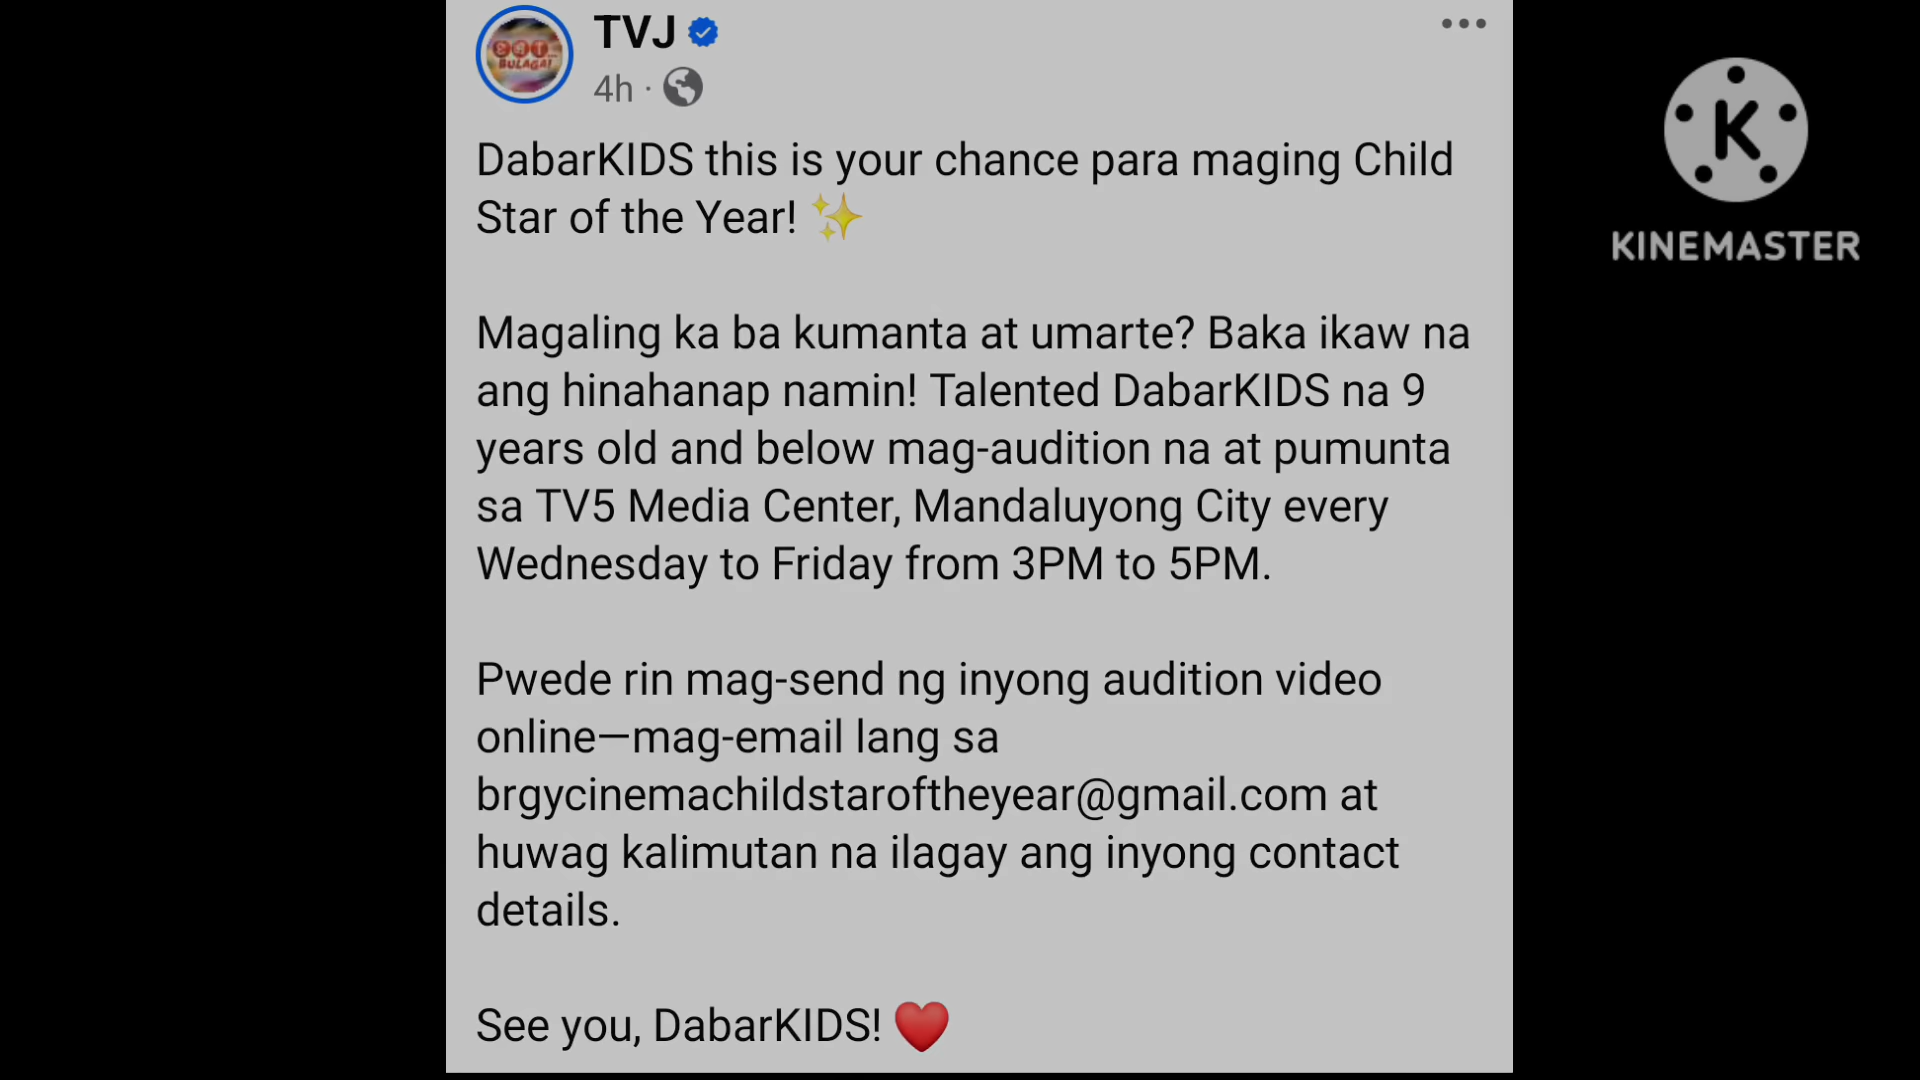 TVJ
4h ·
EAT
BULAGA!
DabarKIDS this is your chance para maging Child
Star of the Year! ✨
Magaling ka ba kumanta at umarte? Baka ikaw na
ang hinahanap namin! Talented DabarKIDS na 9
years old and below mag-audition na at pumunta
sa TV5 Media Center, Mandaluyong City every
Wednesday to Friday from 3PM to 5PM.
Pwede rin mag-send ng inyong audition video
online—mag-email lang sa
brgycinemachildstaroftheyear@gmail.com at
huwag kalimutan na ilagay ang inyong contact
details.
See you, DabarKIDS! ❤️
K
KINEMASTER